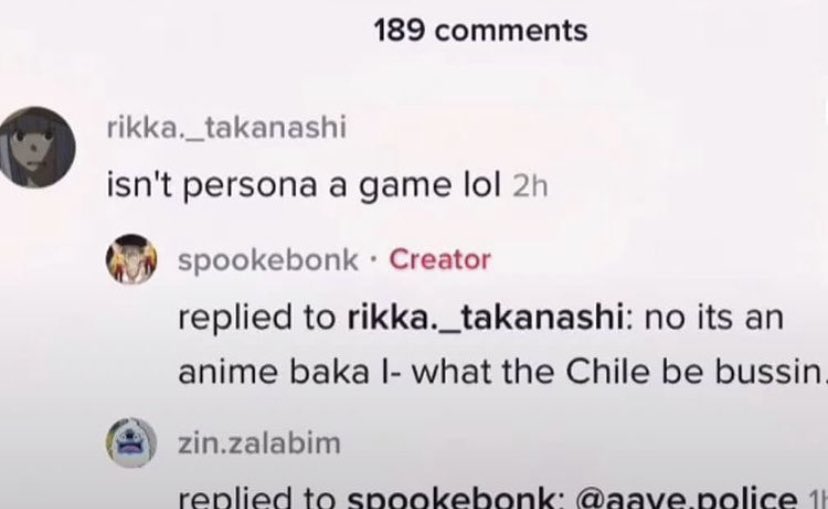 189 comments
rikka._takanashi
isn't persona a game lol 2h
spookebonk · Creator
replied to rikka._takanashi: no its an
anime baka I- what the Chile be bussin.
zin.zalabim
replied to spookebonk: @aave.police 1h